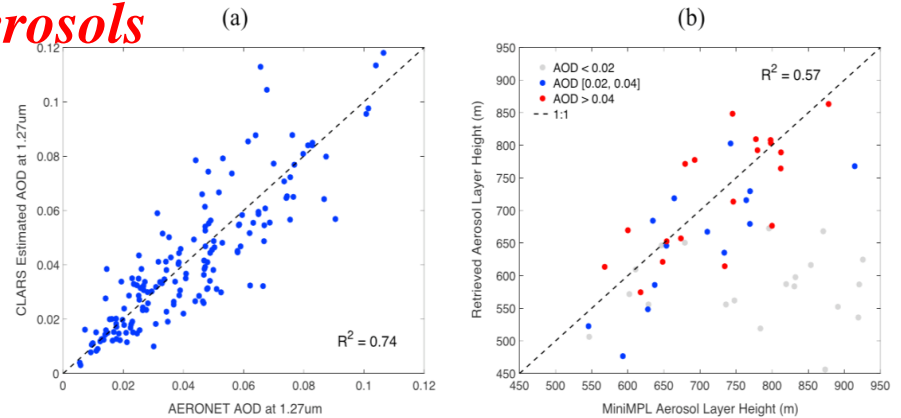 (a)
(b)
erosols
0.12
0.1
0.08
0.06
0.04
0.02
0
0 0.02 0.04 0.06 0.08 0.1 0.12
CLARS Estimated AOD at 1.27um
AERONET AOD at 1.27um
R² = 0.74
950
900
850
800
750
700
650
600
550
500
450
450 500 550 600 650 700 750 800 850 900 950
Retrieved Aerosol Layer Height (m)
MiniMPL Aerosol Layer Height (m)
AOD < 0.02
AOD [0.02, 0.04]
AOD > 0.04
1:1
R² = 0.57